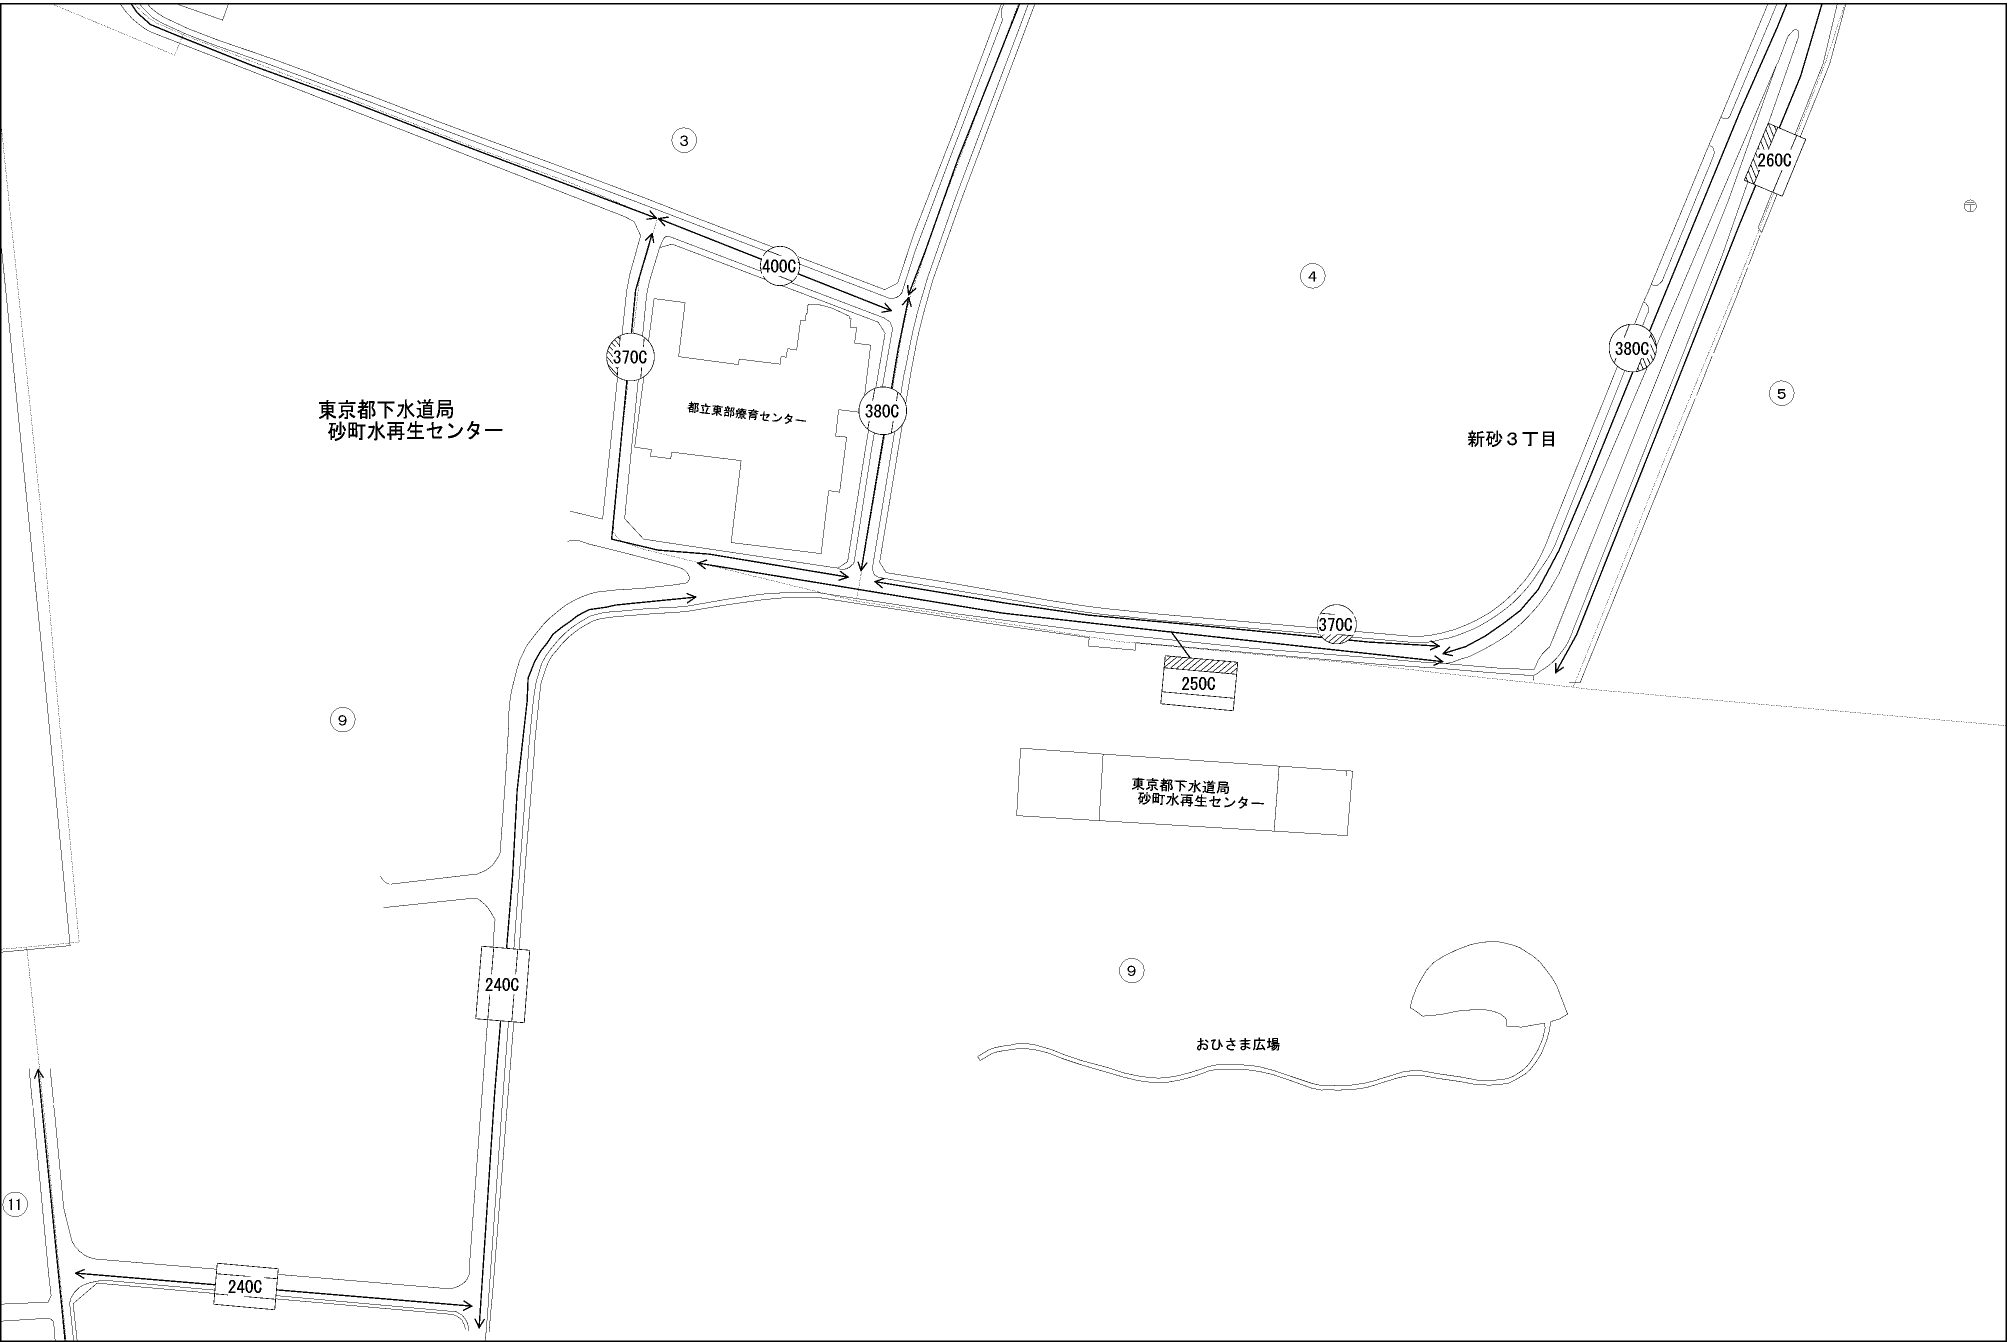 ③
260C
〒
400C
④
380C
370C
⑤
東京都下水道局
砂町水再生センター
都立東部療育センター
380C
新砂3丁目
370C
250C
⑨
東京都下水道局
砂町水再生センター
⑨
240C
おひさま広場
⑪
240C